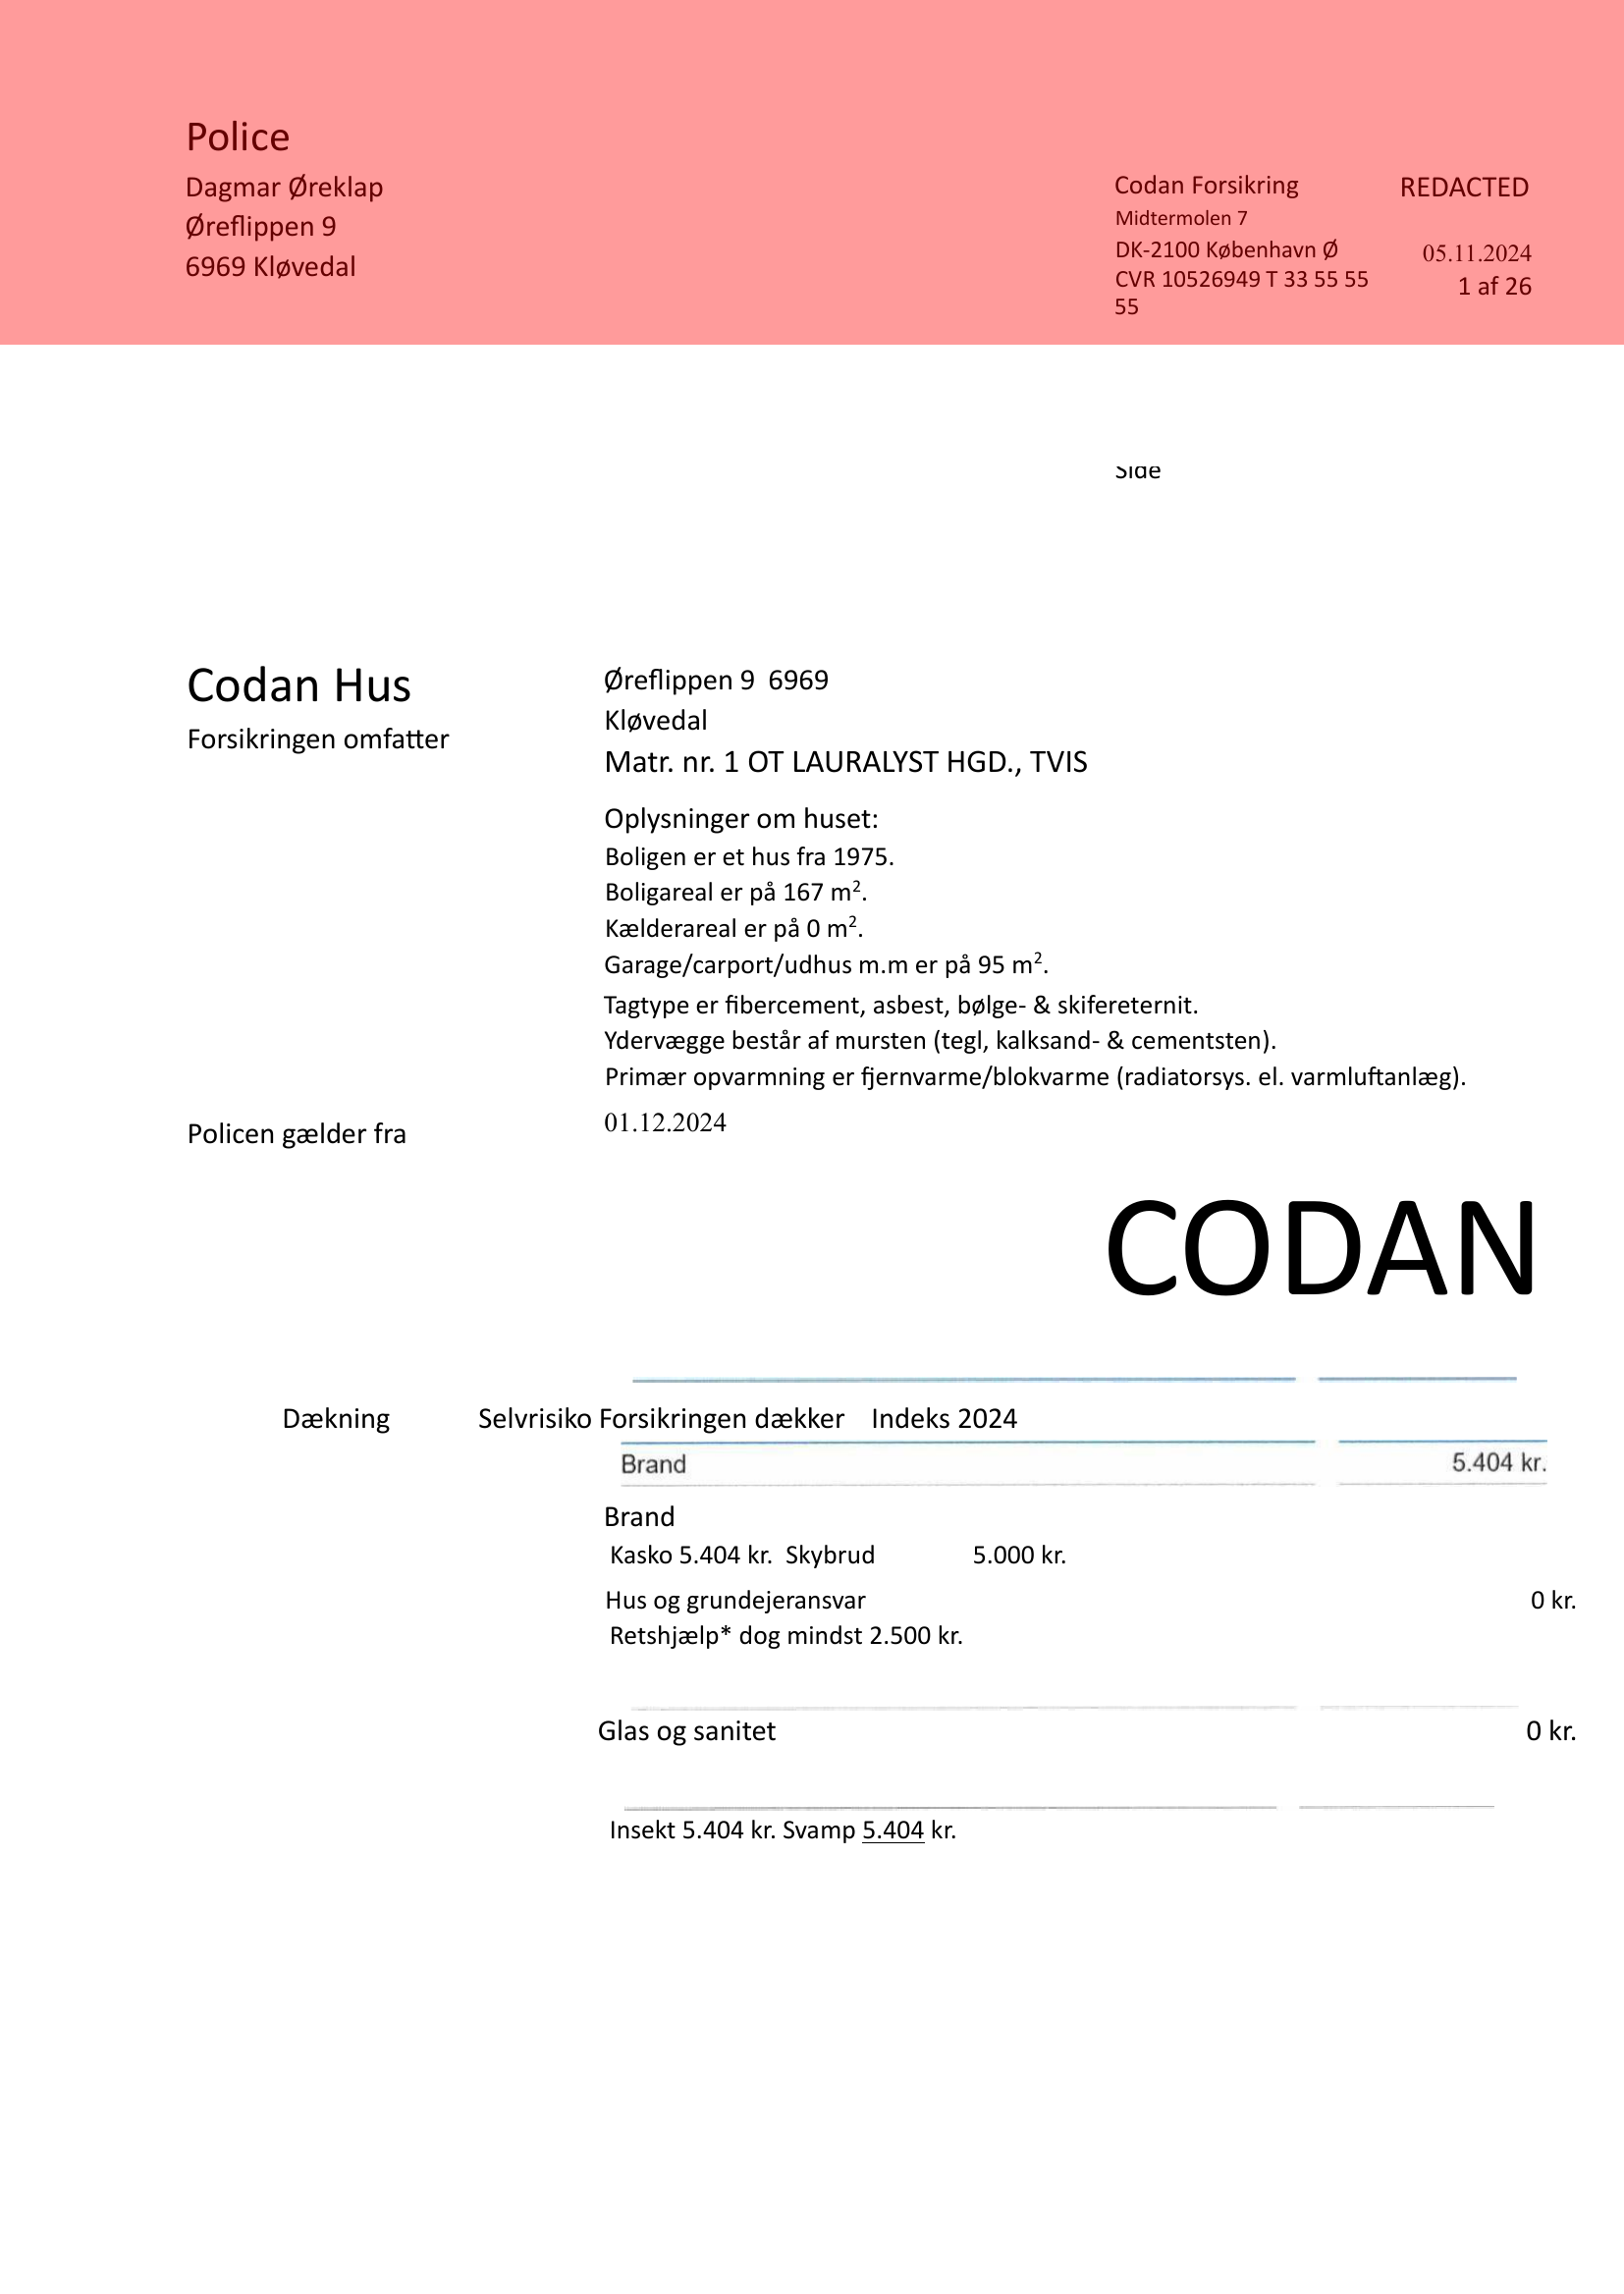 Police
Dagmar Øreklap
Øreflippen 9
6969 Kløvedal
Codan Forsikring
Midtermolen 7
DK-2100 København Ø
CVR 10526949 T 33 55 55
55
REDACTED
05.11.2024
1 af 26
Side
Codan Hus
Forsikringen omfatter
Øreflippen 9 6969
Kløvedal
Matr. nr. 1 OT LAURALYST HGD., TVIS
Oplysninger om huset:
Boligen er et hus fra 1975.
Boligareal er på 167 m².
Kælderareal er på 0 m².
Garage/carport/udhus m.m er på 95 m².
Tagtype er fibercement, asbest, bølge- & skifereternit.
Ydervægge består af mursten (tegl, kalksand- & cementsten).
Primær opvarmning er fjernvarme/blokvarme (radiatorsys. el. varmluftanlæg).
Policen gælder fra 01.12.2024
CODAN
Dækning Selvrisiko Forsikringen dækker Indeks 2024
Brand 5.404 kr.
Brand
Kasko 5.404 kr. Skybrud 5.000 kr.
Hus og grundejeransvar 0 kr.
Retshjælp* dog mindst 2.500 kr.
Glas og sanitet 0 kr.
Insekt 5.404 kr. Svamp 5.404 kr.